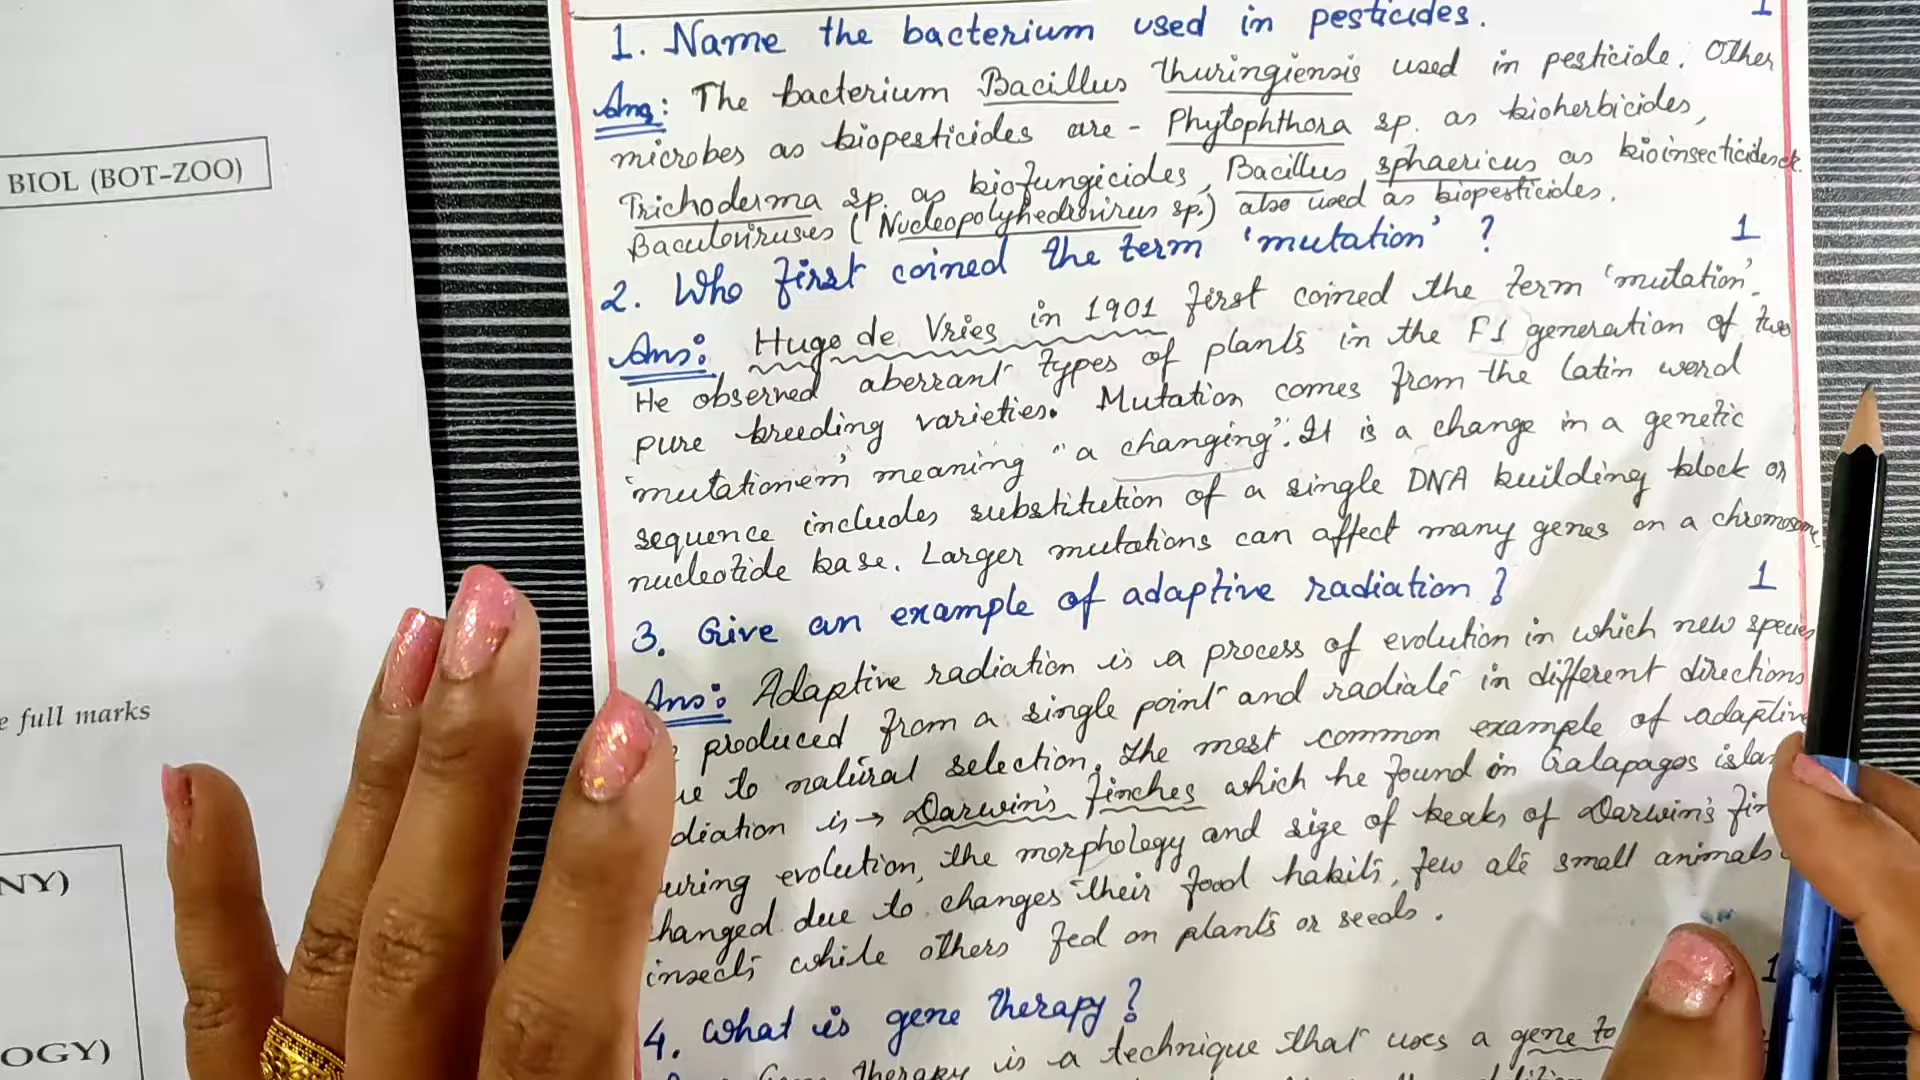 BIOL (BOT-ZOO)
full marks
NY)
OGY)
1. Name the bacterium used in pesticides. 1
Ans: The bacterium Bacillus thuringiensis used in pesticide. Other
microbes as biopesticides are - Phytophthora sp. as bioherbicides,
Trichoderma sp. as biofungicides, Bacillus sphaericus as bioinsecticides
Baculoviruses (Nucleopolyhedrovirus sp.) also used as biopesticides.
2. Who first coined the term 'mutation' ? 1
Ans: Hugo de Vries in 1901 first coined the term 'mutation'.
He observed aberrant types of plants in the F1 generation of two
pure breeding varieties. Mutation comes from the latin word
'mutationem' meaning "a changing". It is a change in a genetic
sequence includes substitution of a single DNA building block or
nucleotide base. Larger mutations can affect many genes on a chromosome.
3. Give an example of adaptive radiation? 1
Ans: Adaptive radiation is a process of evolution in which new species
produced from a single point and radiate in different directions
ue to natural selection. The most common example of adaptive
diation is → Darwin's finches which he found in Galapagos isla
uring evolution, the morphology and size of beaks of Darwin's fin
hanged due to changes their food habits, few ate small animals
insects while others fed on plants or seeds.
4. What is gene therapy? 1
Gene therapy is a technique that uses a gene to